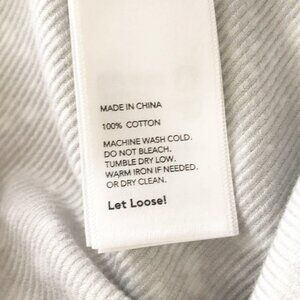 MADE IN CHINA
100% COTTON
MACHINE WASH COLD.
DO NOT BLEACH.
TUMBLE DRY LOW.
WARM IRON IF NEEDED.
OR DRY CLEAN.
Let Loose!